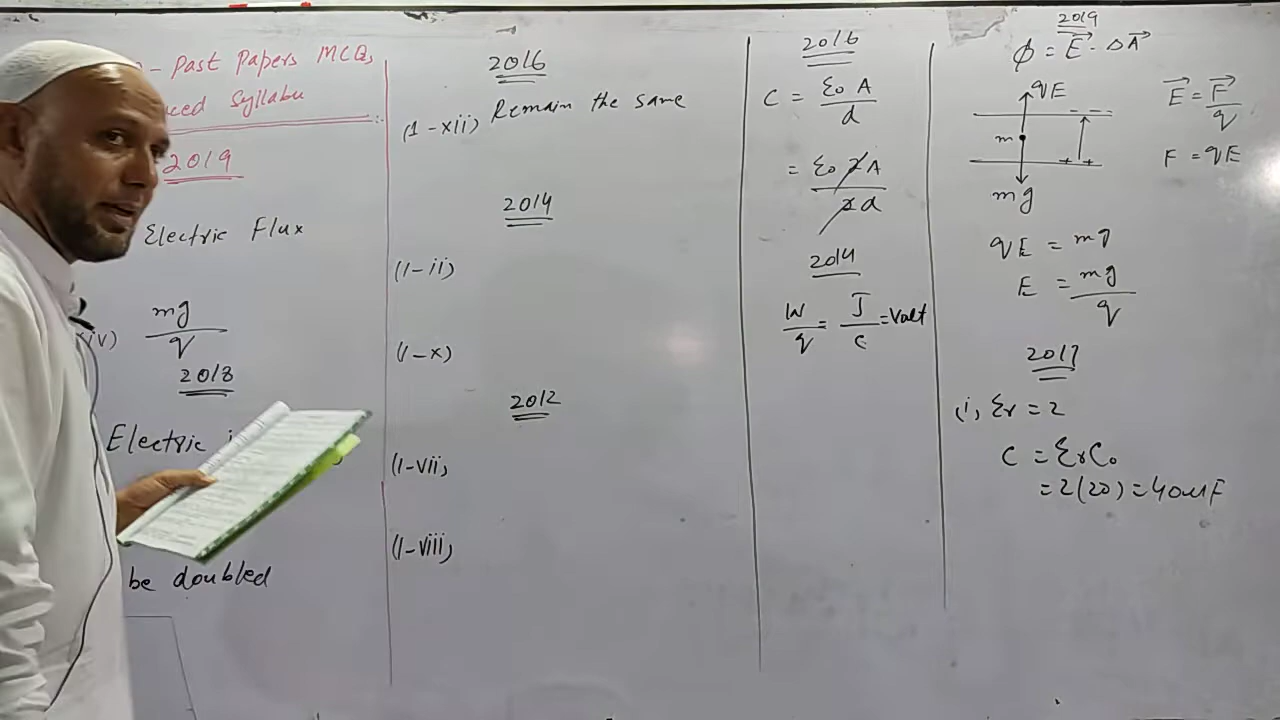 Past Papers MCQs
Syllabu
2019
Electric Flux
iv) mg
q
2018
Electric
be doubled
2016
(1-xii) Remain the same
2014
(1-ii)
(1-x)
2012
(1-vii)
(1-viii)
2016
C = ε0 A
d
= ε0 2A
2d
2014
W/q = J/C = Volt
2019
ϕ = E⃗ · ΔA⃗
qE
m
mg
E⃗ = F⃗/q
F = qE
qE = mg
E = mg/q
2017
(i) εr = 2
C = εrC0
= 2(20) = 40μF